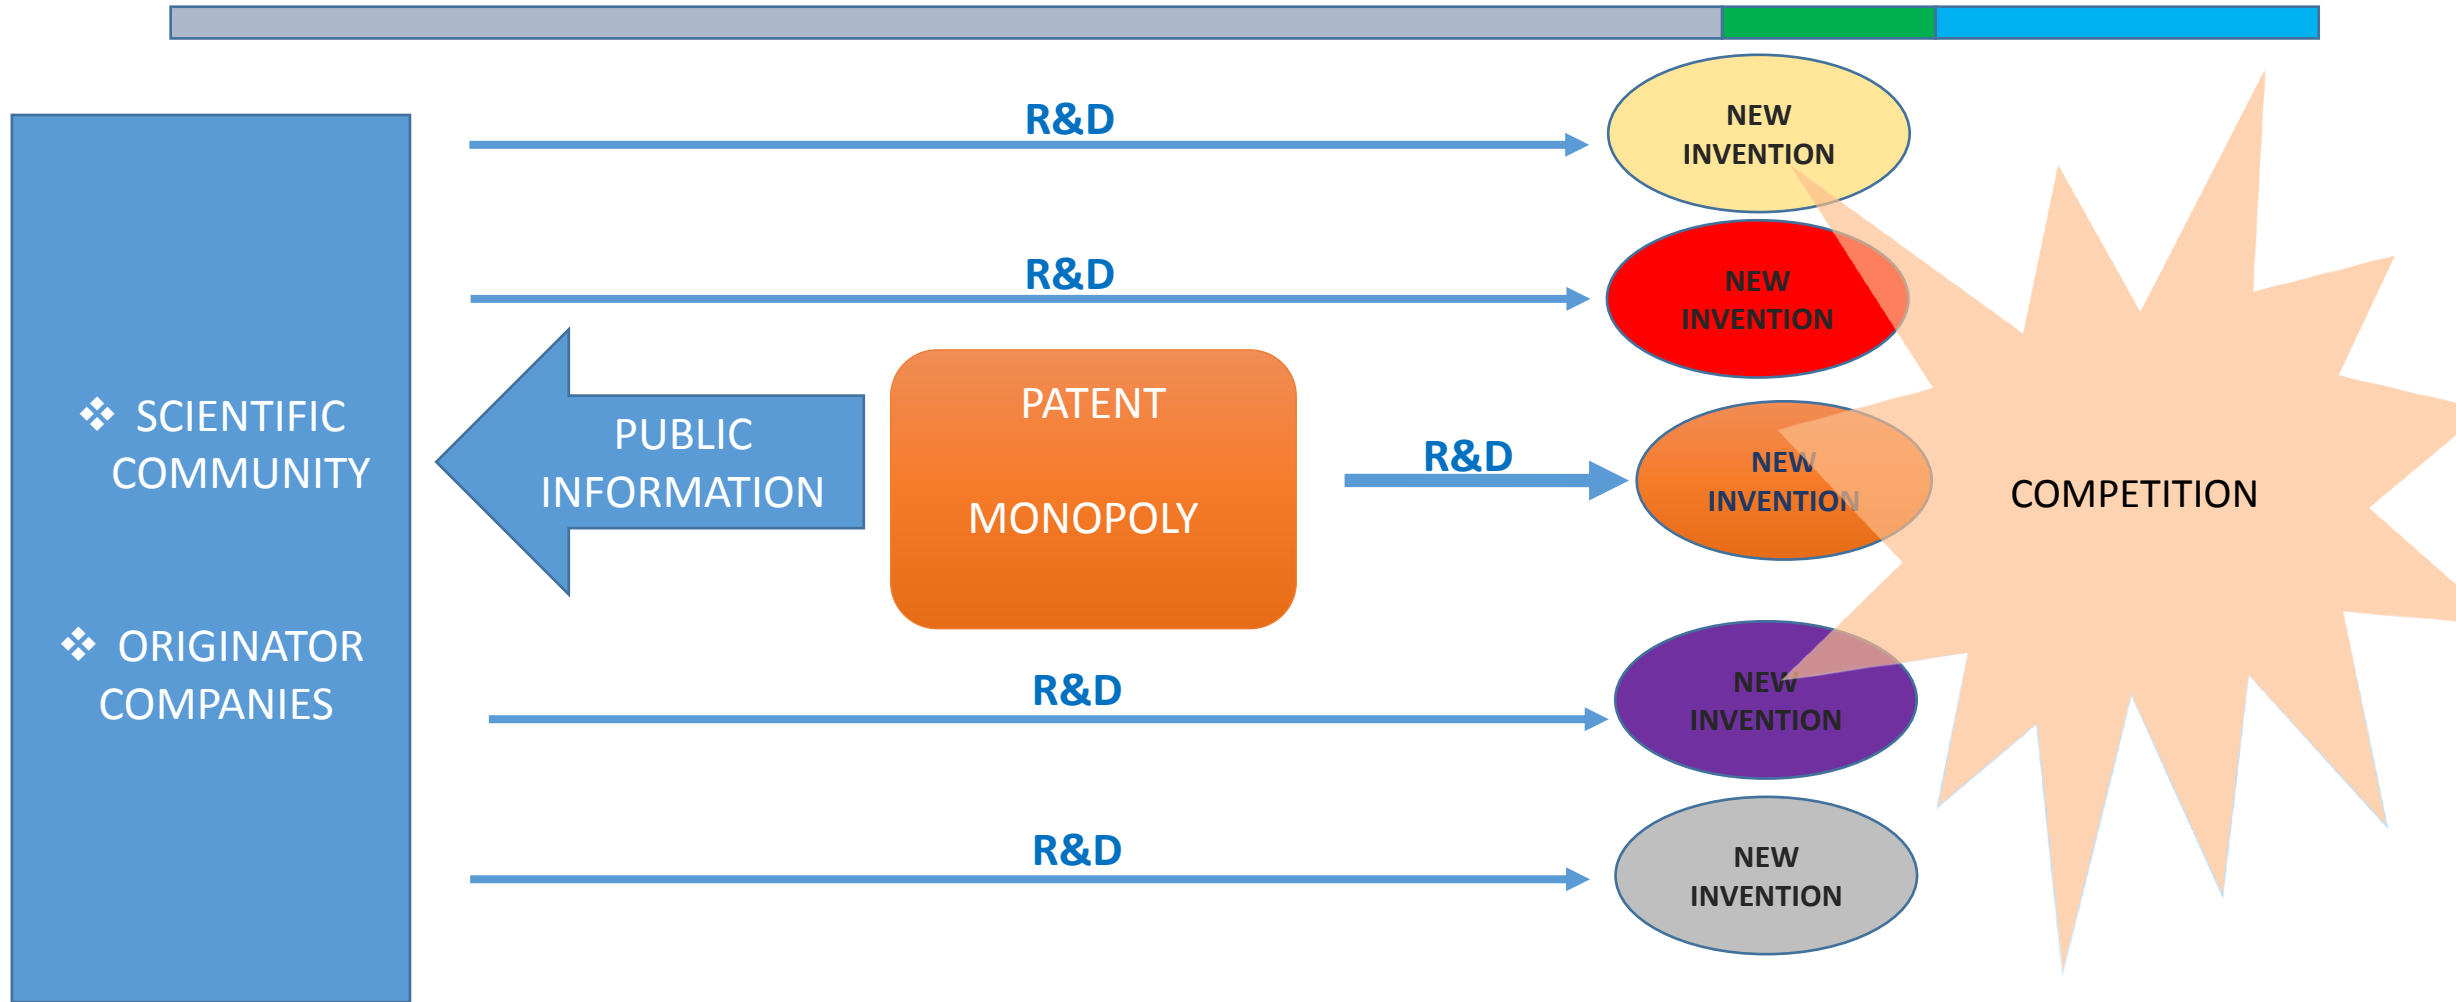 R&D
NEW
INVENTION
R&D
NEW
INVENTION
❖ SCIENTIFIC
COMMUNITY
❖ ORIGINATOR
COMPANIES
PUBLIC
INFORMATION
PATENT
MONOPOLY
R&D
NEW
INVENTION
COMPETITION
R&D
NEW
INVENTION
R&D
NEW
INVENTION